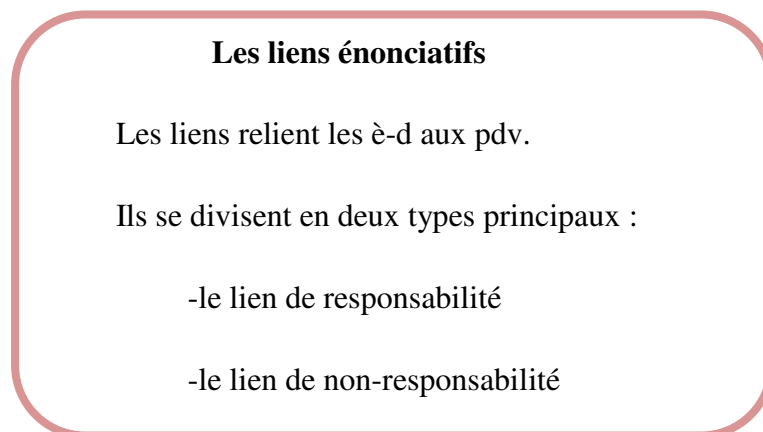 Les liens énonciatifs
Les liens relient les è-d aux pdv.
Ils se divisent en deux types principaux :
-le lien de responsabilité
-le lien de non-responsabilité